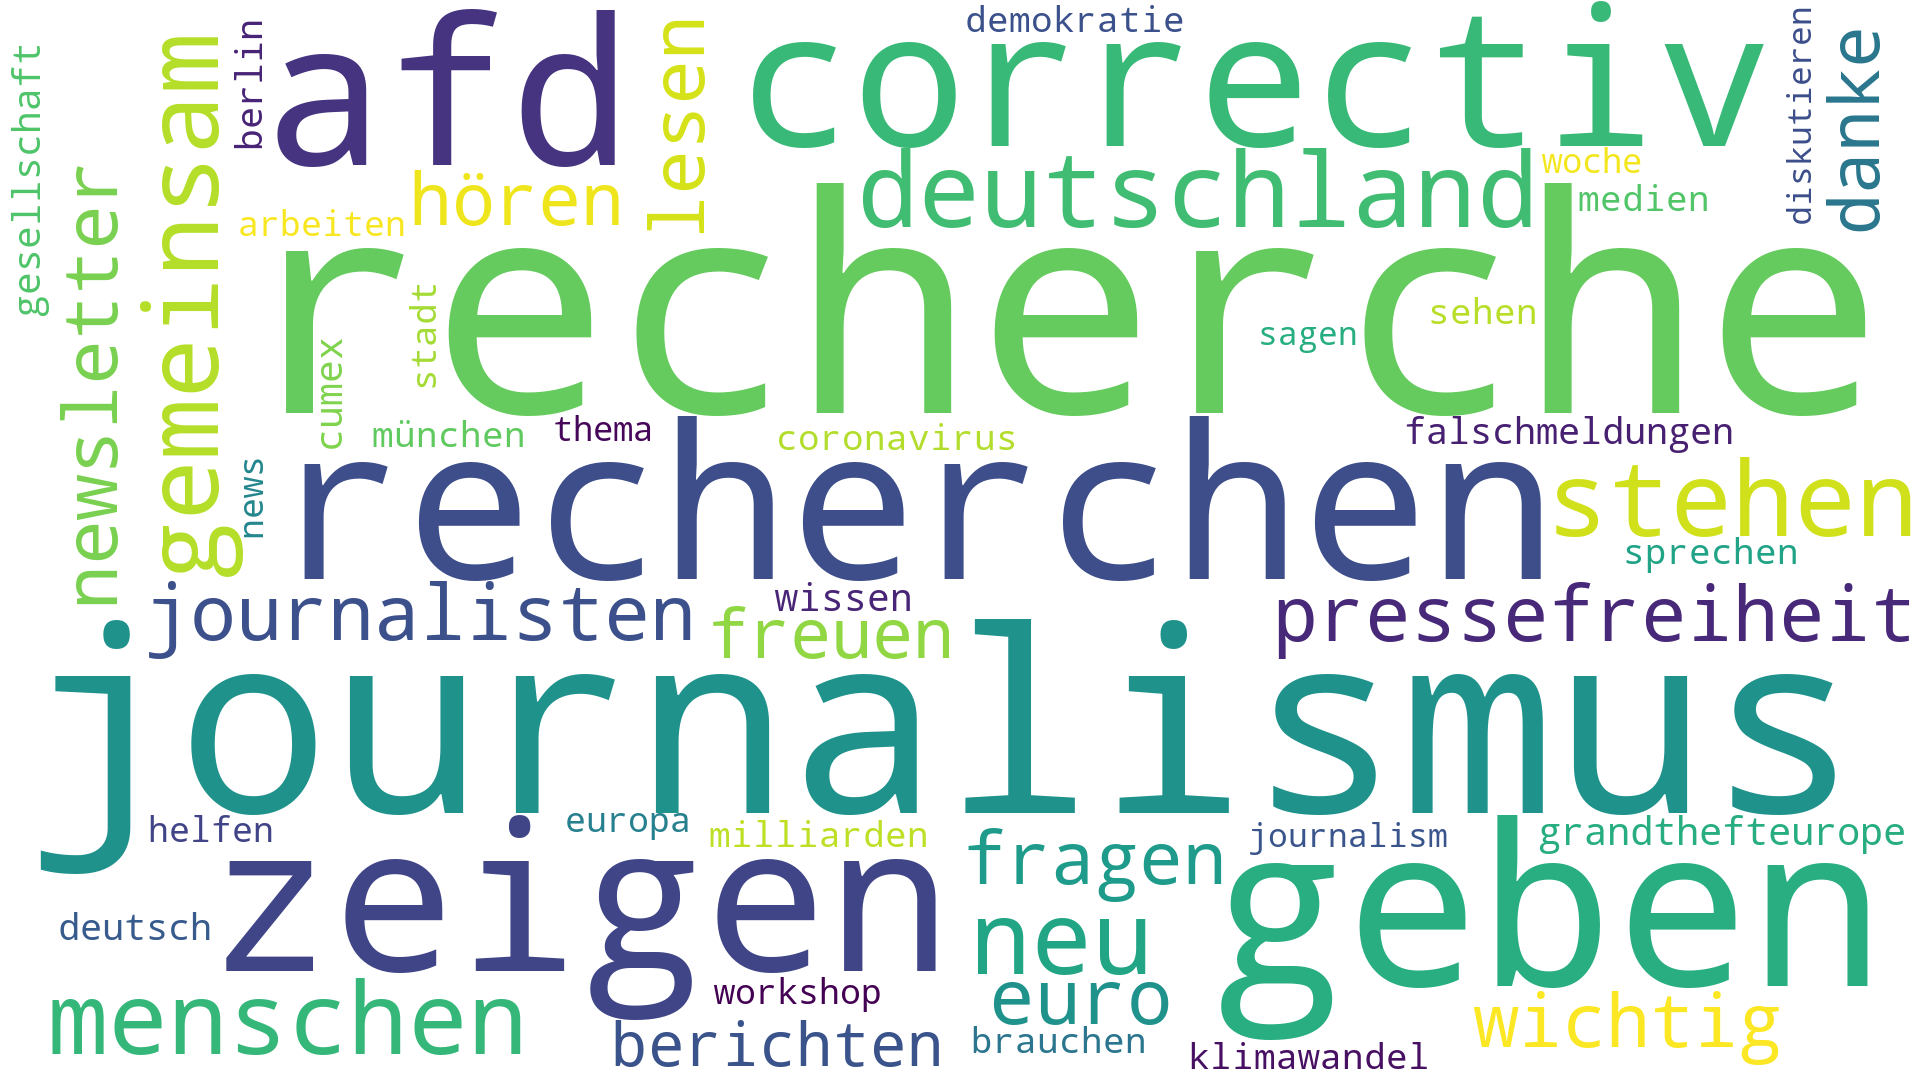 gesellschaft
newsletter
gemeinsam
berlin
afd
lesen
correctiv
demokratie
diskutieren
danke
hören
arbeiten
deutschland
woche
medien
recherche
stadt
cumex
sagen
sehen
münchen
thema
coronavirus
falschmeldungen
news
recherchen
stehen
sprechen
journalisten
wissen
freuen
pressefreiheit
journalismus
helfen
europa
milliarden
journalism
grandthefteurope
zeigen
fragen
geben
deutsch
neu
menschen
workshop
euro
wichtig
berichten
brauchen
klimawandel